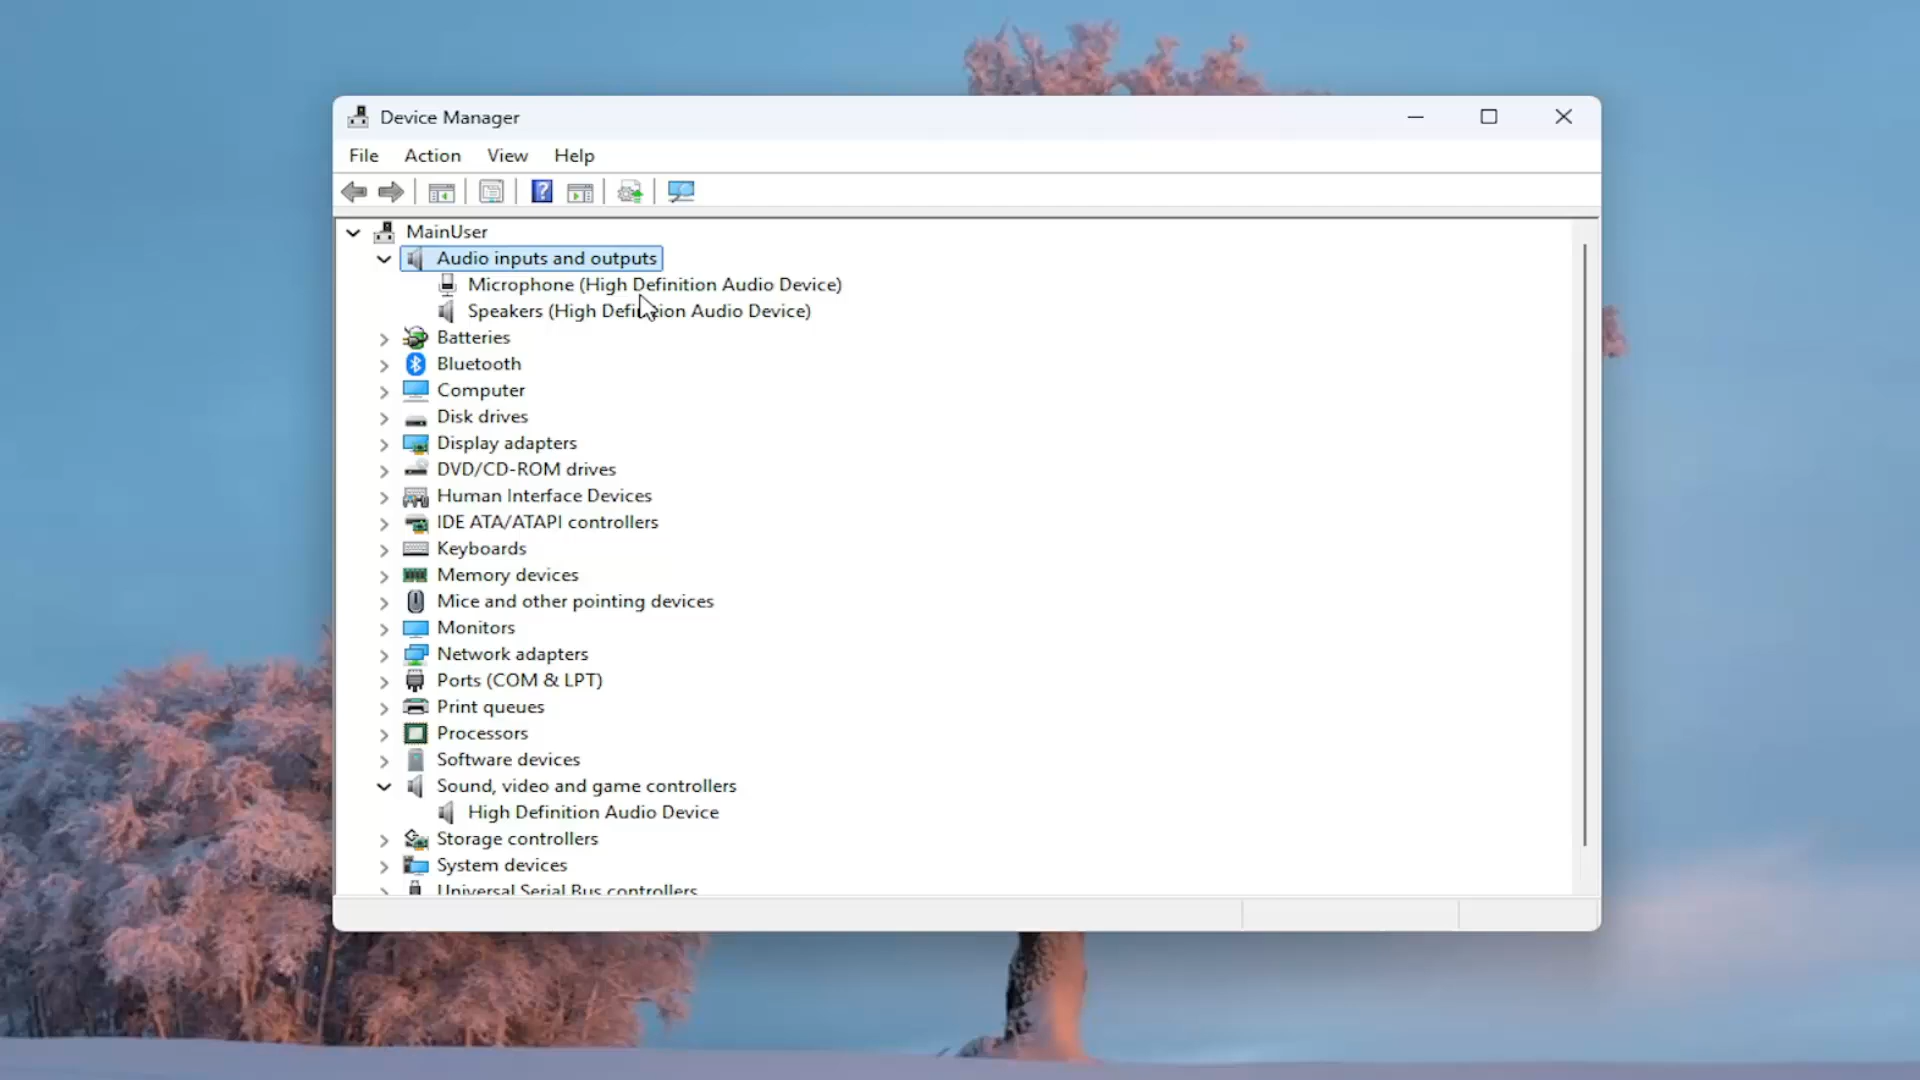 Device Manager
File Action View Help
MainUser
Audio inputs and outputs
Microphone (High Definition Audio Device)
Speakers (High Definition Audio Device)
Batteries
Bluetooth
Computer
Disk drives
Display adapters
DVD/CD-ROM drives
Human Interface Devices
IDE ATA/ATAPI controllers
Keyboards
Memory devices
Mice and other pointing devices
Monitors
Network adapters
Ports (COM & LPT)
Print queues
Processors
Software devices
Sound, video and game controllers
High Definition Audio Device
Storage controllers
System devices
Universal Serial Bus controllers